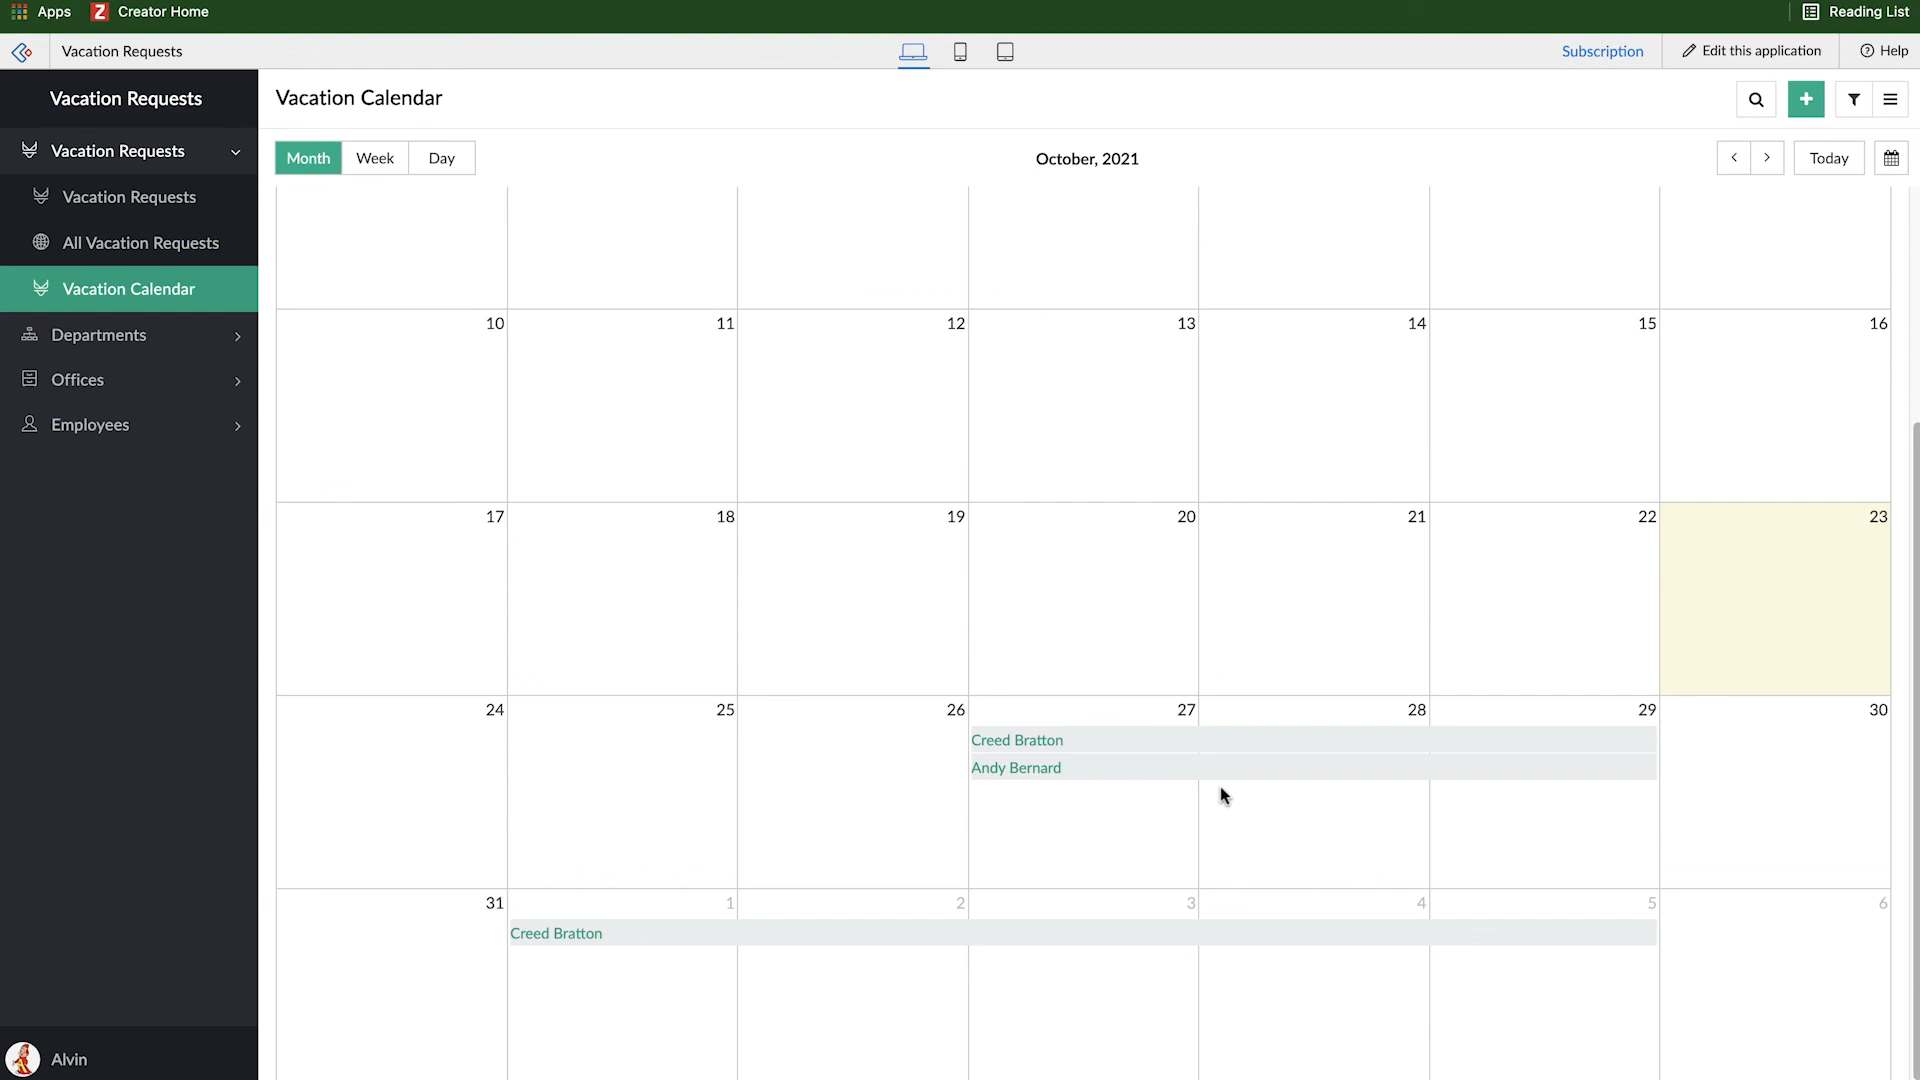 Apps
Z Creator Home
Reading List
Vacation Requests
Subscription
Edit this application
Help
Vacation Requests
Vacation Calendar
Vacation Requests
Month Week Day
October, 2021
Today
Vacation Requests
All Vacation Requests
Vacation Calendar
Departments
Offices
Employees
10 11 12 13 14 15 16
17 18 19 20 21 22 23
24 25 26 27 28 29 30
Creed Bratton
Andy Bernard
31 1 2 3 4 5 6
Creed Bratton
Alvin